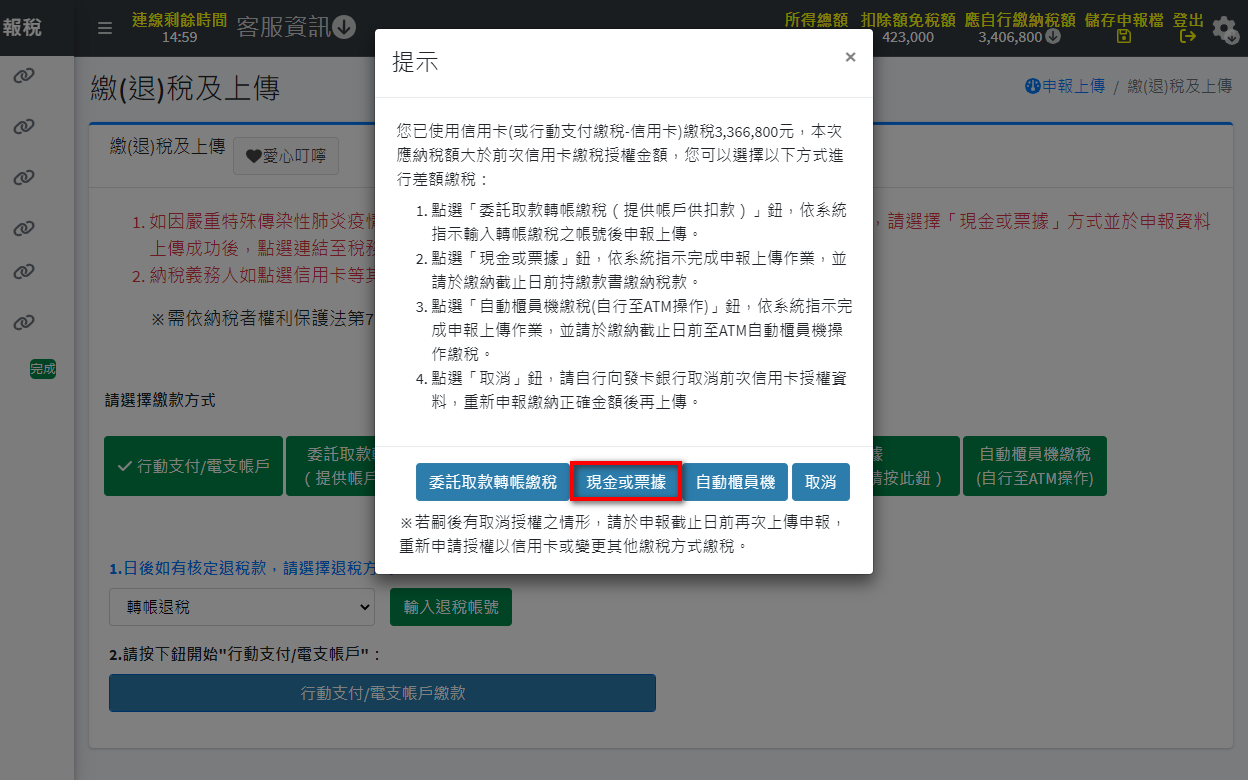 報稅
連線剩餘時間
14:59
客服資訊
所得總額 扣除額免稅額 應自行繳納稅額 儲存申報檔 登出
423,000 3,406,800
繳(退)稅及上傳
申報上傳 / 繳(退)稅及上傳
繳(退)稅及上傳
愛心叮嚀
1. 如因嚴重特殊傳染性肺炎疫情
，請選擇「現金或票據」方式並於申報資料
上傳成功後，點選連結至稅務
2. 納稅義務人如點選信用卡等其
※需依納稅者權利保護法第7
完成
請選擇繳款方式
行動支付/電支帳戶
委託取款
（提供帳戶
請按此鈕）
自動櫃員機繳稅
(自行至ATM操作)
提示
×
您已使用信用卡(或行動支付繳稅-信用卡)繳稅3,366,800元，本次
應納稅額大於前次信用卡繳稅授權金額，您可以選擇以下方式進
行差額繳稅：
1. 點選「委託取款轉帳繳稅（提供帳戶供扣款）」鈕，依系統
指示輸入轉帳繳稅之帳號後申報上傳。
2. 點選「現金或票據」鈕，依系統指示完成申報上傳作業，並
請於繳納截止日前持繳款書繳納稅款。
3. 點選「自動櫃員機繳稅(自行至ATM操作)」鈕，依系統指示完
成申報上傳作業，並請於繳納截止日前至ATM自動櫃員機操
作繳稅。
4. 點選「取消」鈕，請自行向發卡銀行取消前次信用卡授權資
料，重新申報繳納正確金額後再上傳。
委託取款轉帳繳稅 現金或票據 自動櫃員機 取消
※若嗣後有取消授權之情形，請於申報截止日前再次上傳申報，
重新申請授權以信用卡或變更其他繳稅方式繳稅。
1.日後如有核定退稅款，請選擇退稅方
轉帳退稅
輸入退稅帳號
2.請按下鈕開始"行動支付/電支帳戶"：
行動支付/電支帳戶繳款